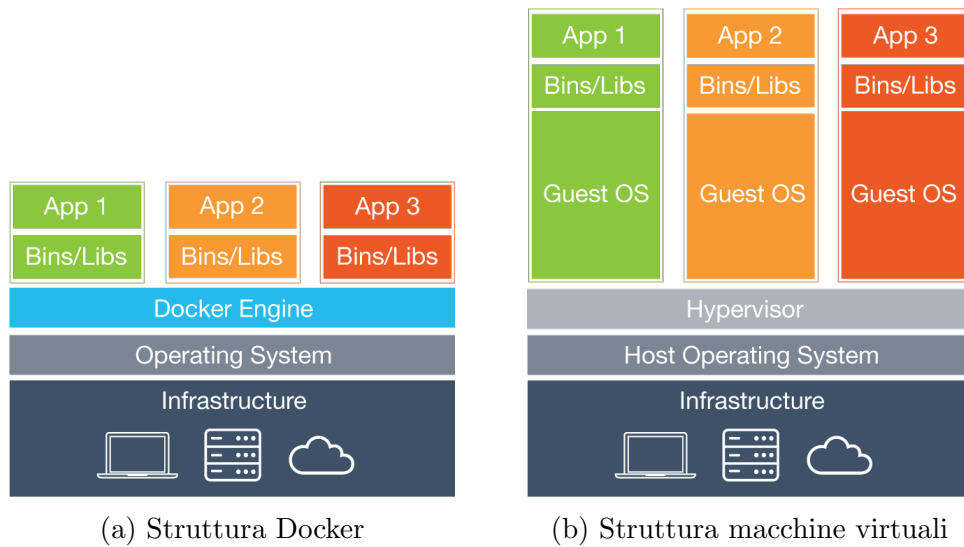 App 1
App 2
App 3
Bins/Libs
Bins/Libs
Bins/Libs
Docker Engine
Operating System
Infrastructure
(a) Struttura Docker
App 1
App 2
App 3
Bins/Libs
Bins/Libs
Bins/Libs
Guest OS
Guest OS
Guest OS
Hypervisor
Host Operating System
Infrastructure
(b) Struttura macchine virtuali